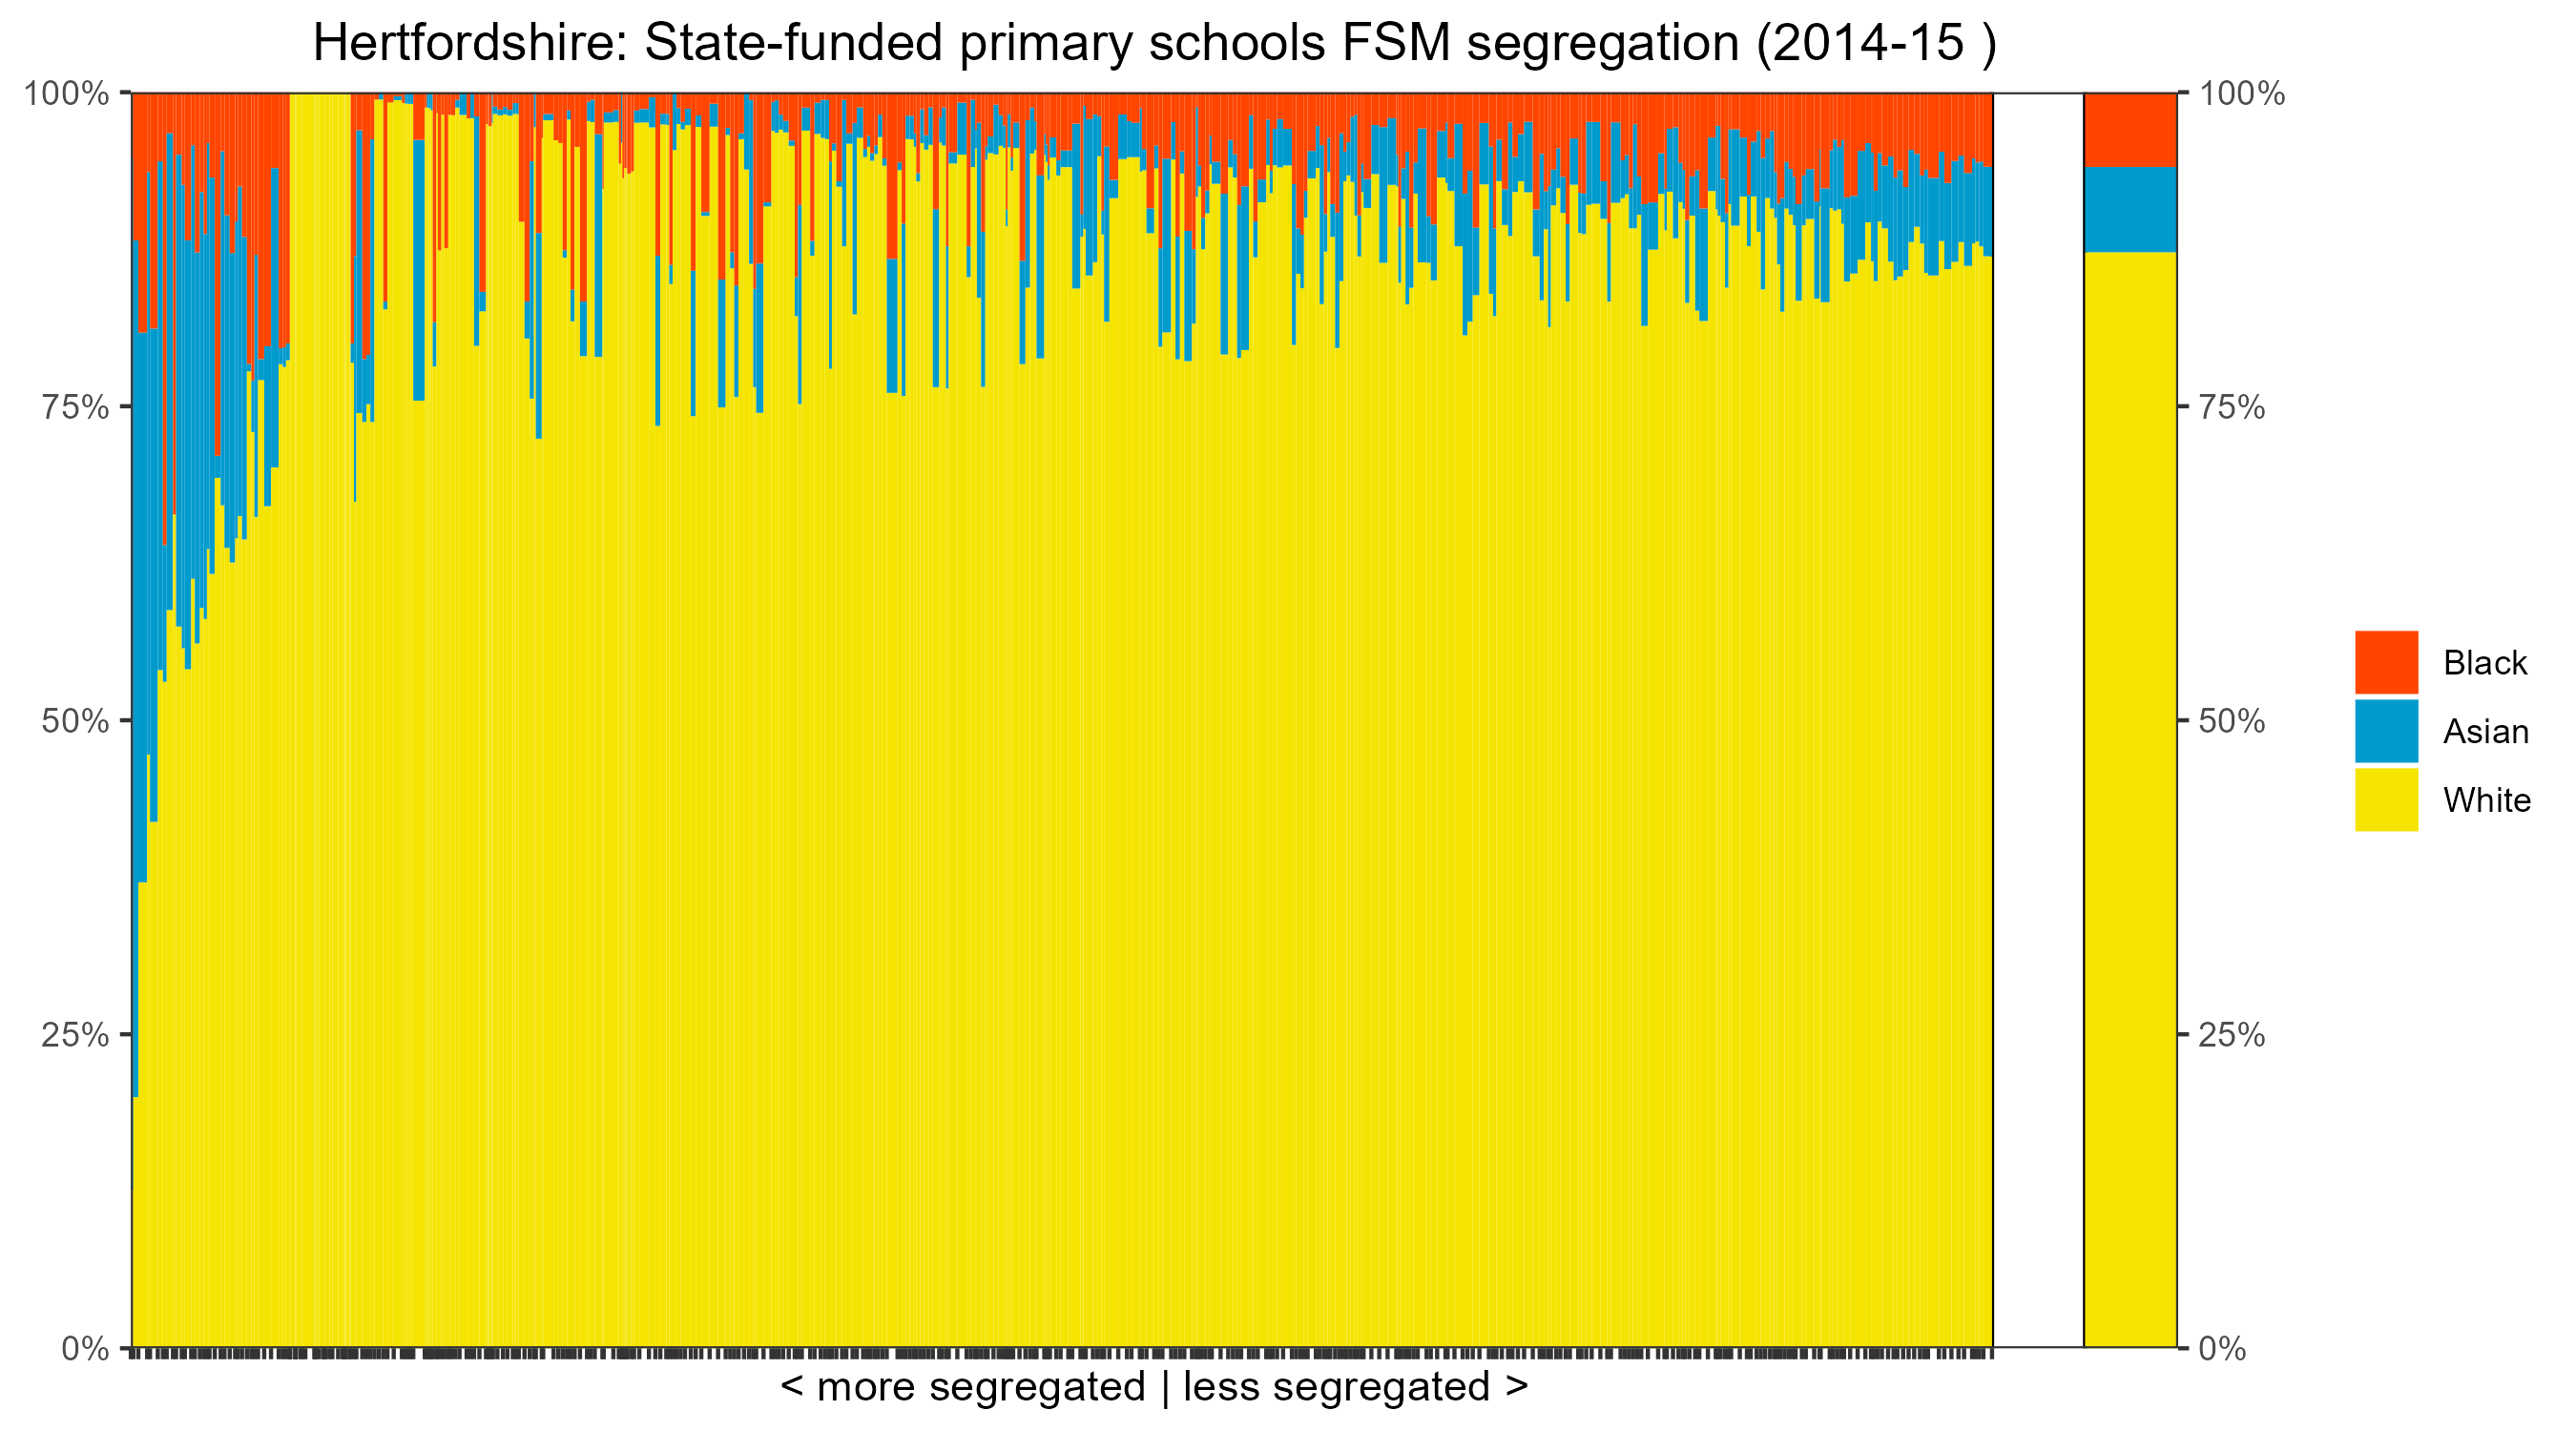 Hertfordshire: State-funded primary schools FSM segregation (2014-15 )
100%
75%
50%
25%
0%
100%
75%
50%
25%
0%
Black
Asian
White
< more segregated | less segregated >